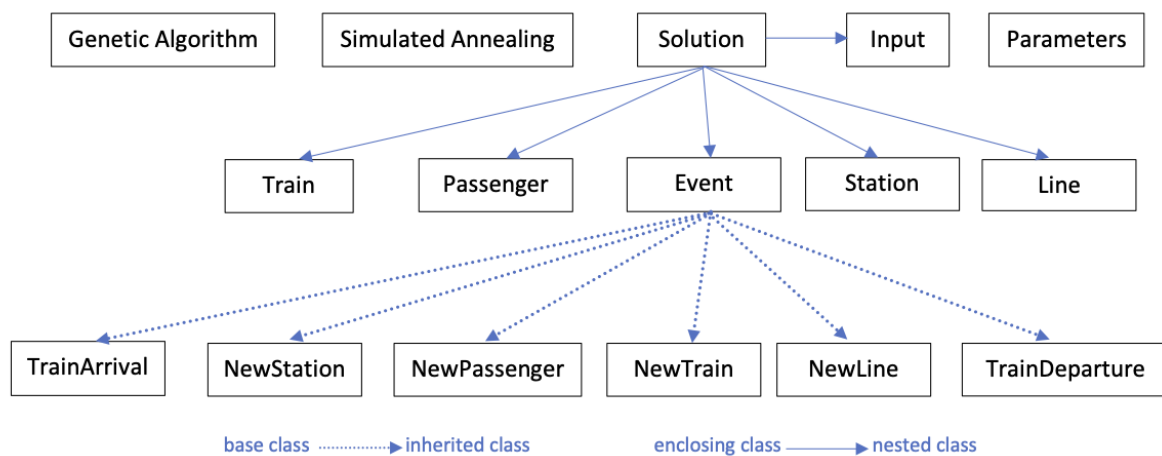 Genetic Algorithm
Simulated Annealing
Solution
Input
Parameters
Train
Passenger
Event
Station
Line
TrainArrival
NewStation
NewPassenger
NewTrain
NewLine
TrainDeparture
base class
inherited class
enclosing class
nested class